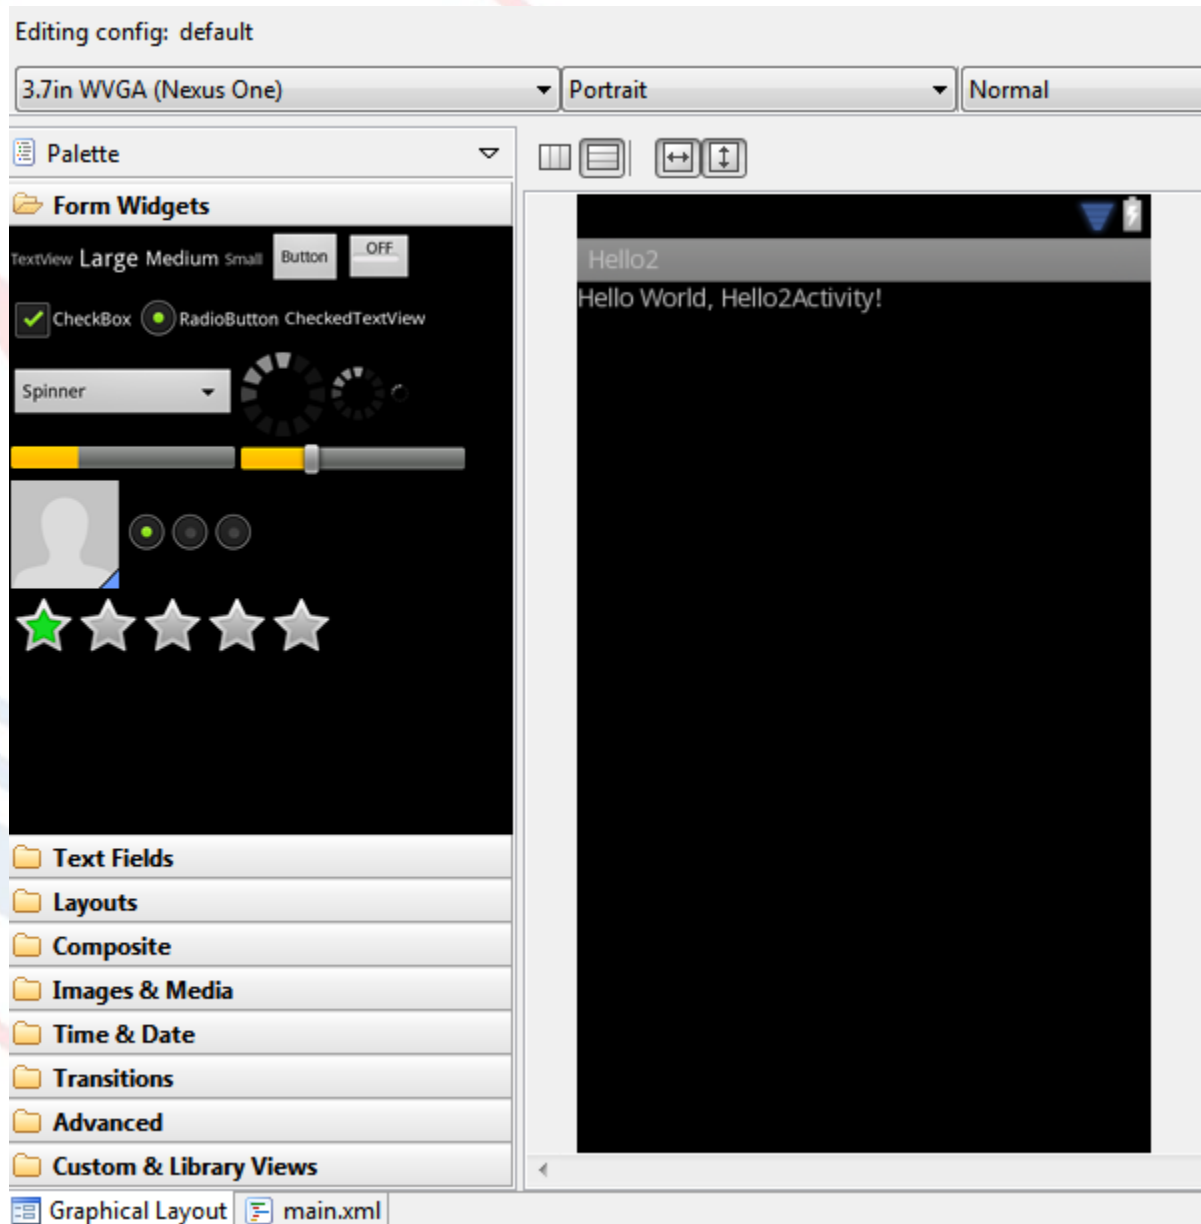 Editing config: default
3.7in WVGA (Nexus One) Portrait Normal
Palette
Form Widgets
TextView Large Medium Small Button OFF
CheckBox RadioButton CheckedTextView
Spinner
Text Fields
Layouts
Composite
Images & Media
Time & Date
Transitions
Advanced
Custom & Library Views
Hello2
Hello World, Hello2Activity!
Graphical Layout main.xml